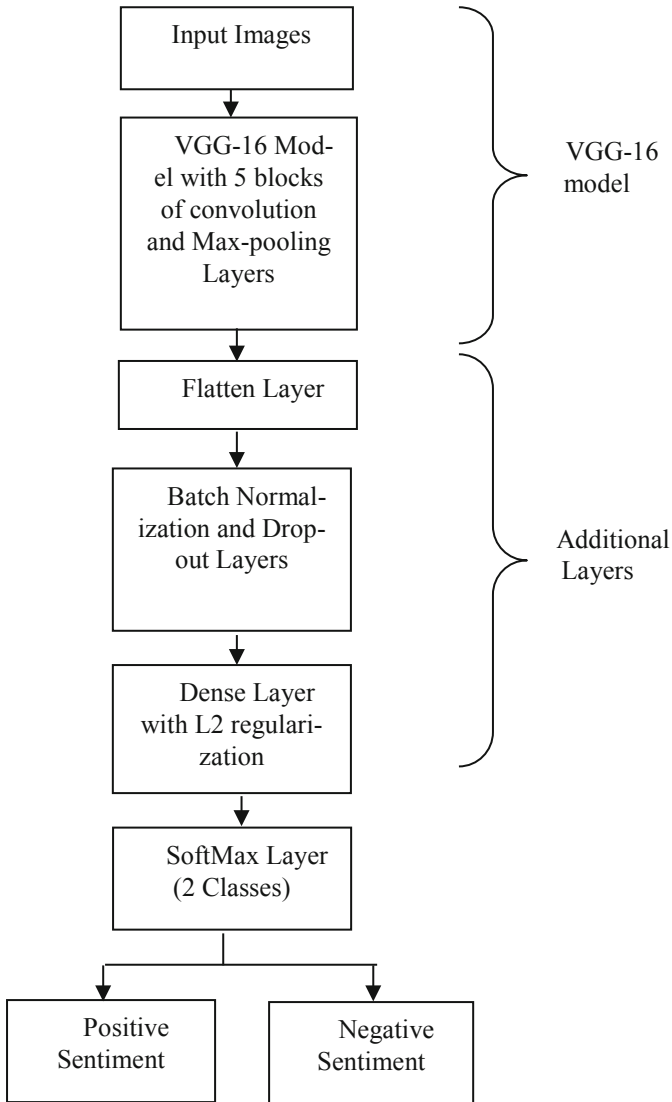 Input Images
VGG-16 Mod-
el with 5 blocks
of convolution
and Max-pooling
Layers
VGG-16
model
Flatten Layer
Batch Normal-
ization and Drop-
out Layers
Additional
Layers
Dense Layer
with L2 regulari-
zation
SoftMax Layer
(2 Classes)
Positive
Sentiment
Negative
Sentiment